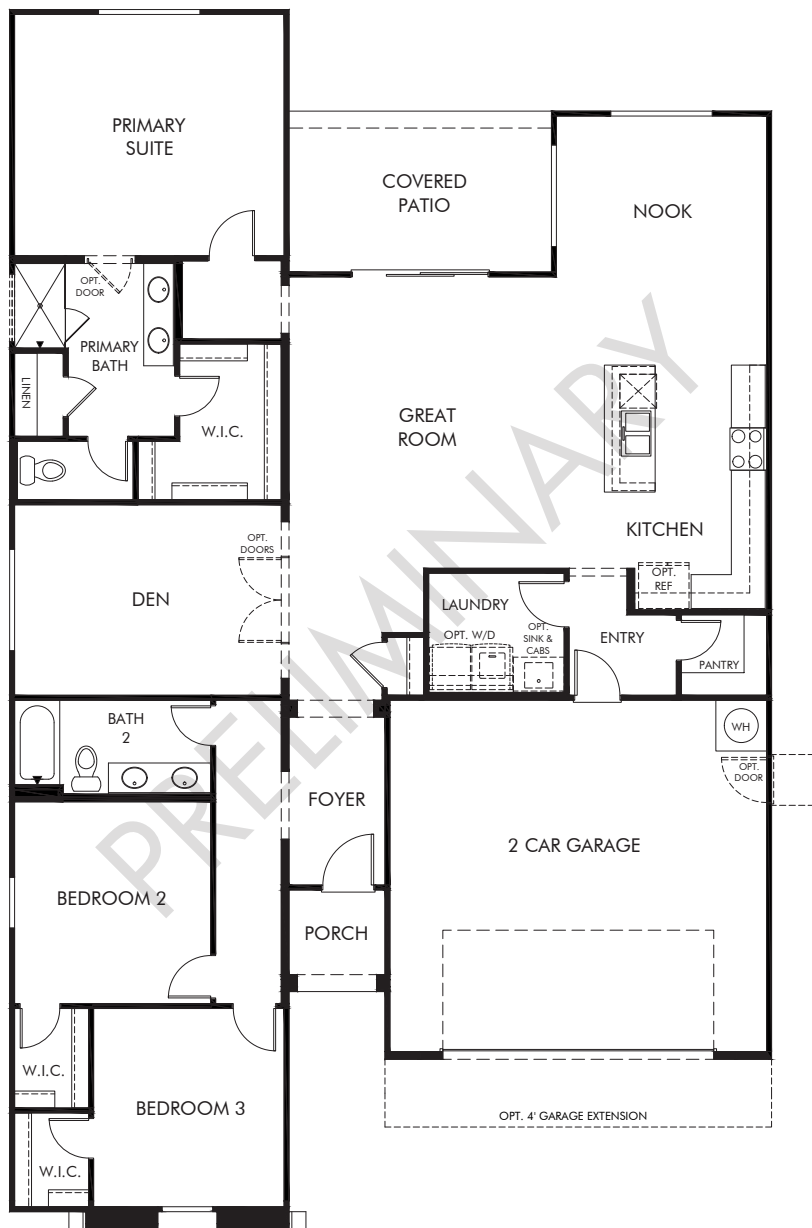 PRIMARY
SUITE
COVERED
PATIO
NOOK
OPT.
DOOR
PRIMARY
BATH
LINEN
W.I.C.
GREAT
ROOM
KITCHEN
OPT.
REF
OPT.
DOORS
DEN
LAUNDRY
OPT. W/D
OPT.
SINK &
CABS
ENTRY
PANTRY
BATH
2
WH
OPT.
DOOR
FOYER
2 CAR GARAGE
BEDROOM 2
PORCH
W.I.C.
BEDROOM 3
W.I.C.
OPT. 4' GARAGE EXTENSION
PRELIMINARY